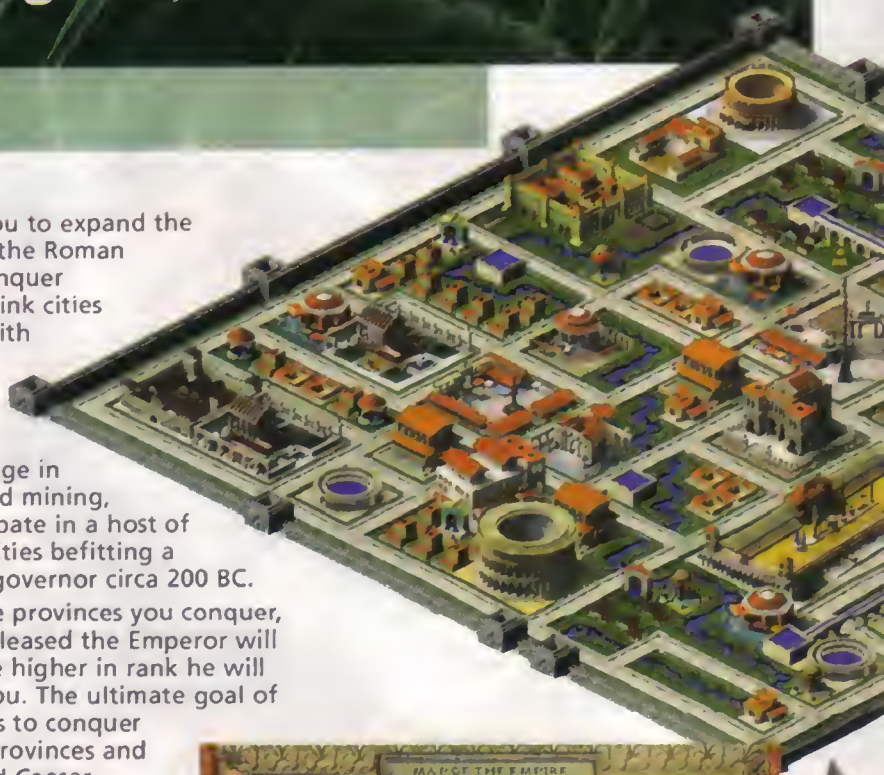 ou to expand the
the Roman
nquer
ink cities
ith
ge in
d mining,
pate in a host of
ties befitting a
governor circa 200 BC.
e provinces you conquer,
leased the Emperor will
e higher in rank he will
ou. The ultimate goal of
s to conquer
rovinces and
d Caesar
MAP OF THE EMPIRE